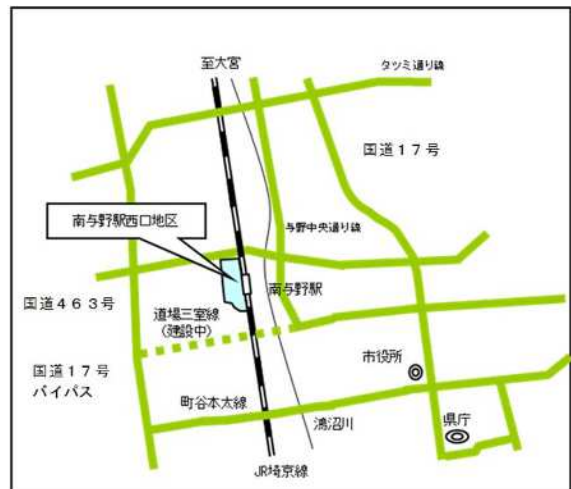 至大宮
タツミ通り線
国道１７号
南与野駅西口地区
与野中央通り線
南与野駅
国道４６３号
道場三室線
（建設中）
市役所
国道１７号
バイパス
町谷本太線
鴻沼川
県庁
JR埼京線